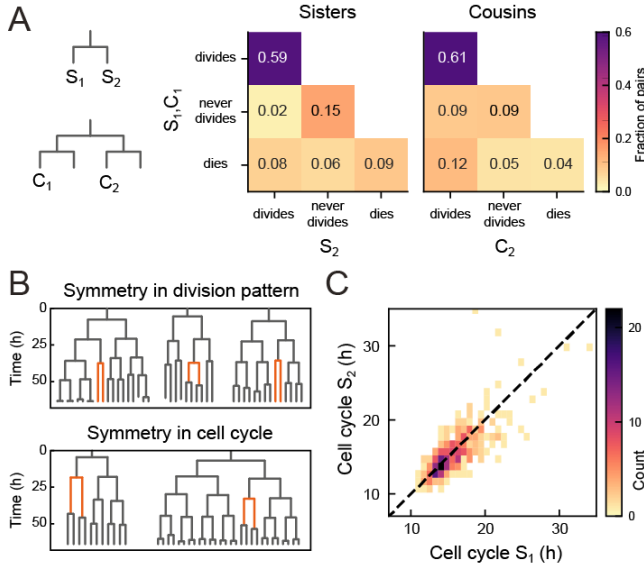 A
Sisters
Cousins
S1 S2
C1 C2
S1,C1
divides
never divides
dies
0.59
0.02 0.15
0.08 0.06 0.09
divides never divides dies
S2
0.61
0.09 0.09
0.12 0.05 0.04
divides never divides dies
C2
0.6
0.4
0.2
0.0
Fraction of pairs
B
Symmetry in division pattern
Time (h)
0
25
50
Symmetry in cell cycle
Time (h)
0
25
50
C
Cell cycle S2 (h)
30
20
10
10 20 30
Cell cycle S1 (h)
20
10
0
Count